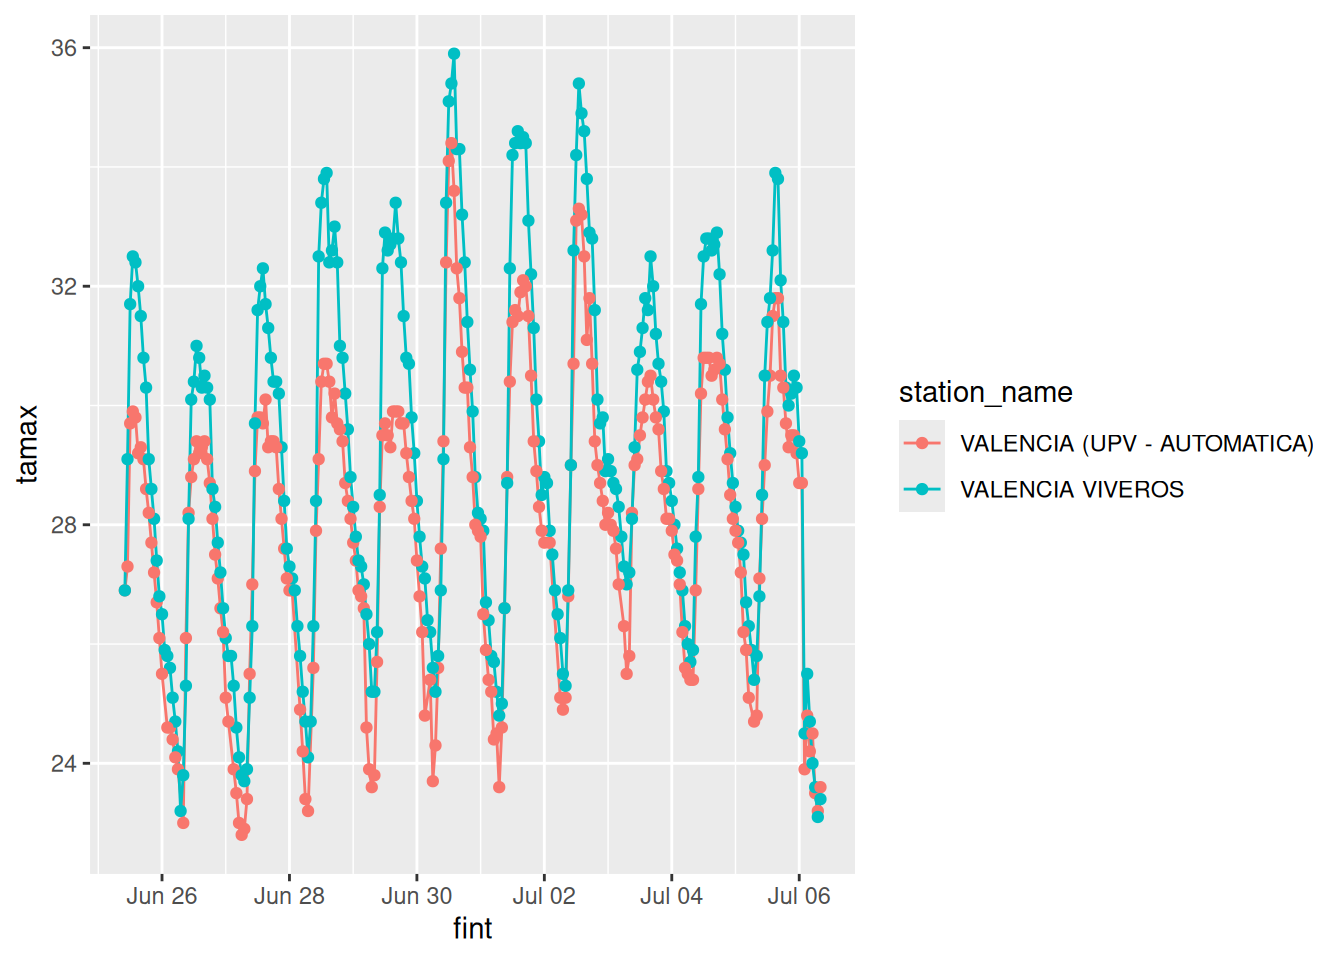 36
32
28
24
tamax
Jun 26 Jun 28 Jun 30 Jul 02 Jul 04 Jul 06
fint
station_name
VALENCIA (UPV - AUTOMATICA)
VALENCIA VIVEROS